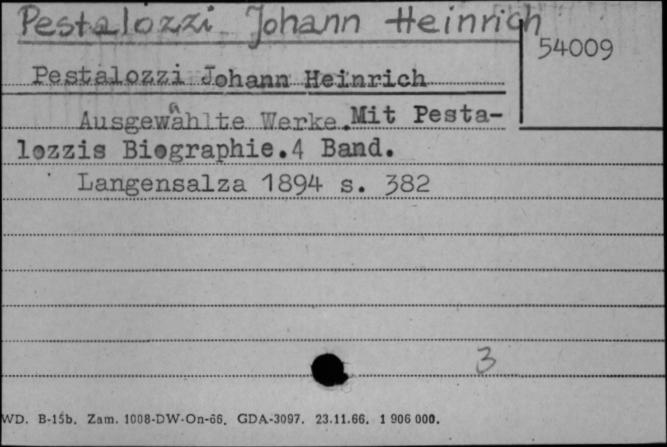 Pestalozzi Johann Heinrich
54009
Pestalozzi Johann Heinrich
Ausgewählte Werke.Mit Pesta-
lozzis Biographie.4 Band.
Langensalza 1894 s. 382
3
WD. B-15b. Zam. 1008-DW-On-66. GDA-3097. 23.11.66. 1 906 000.